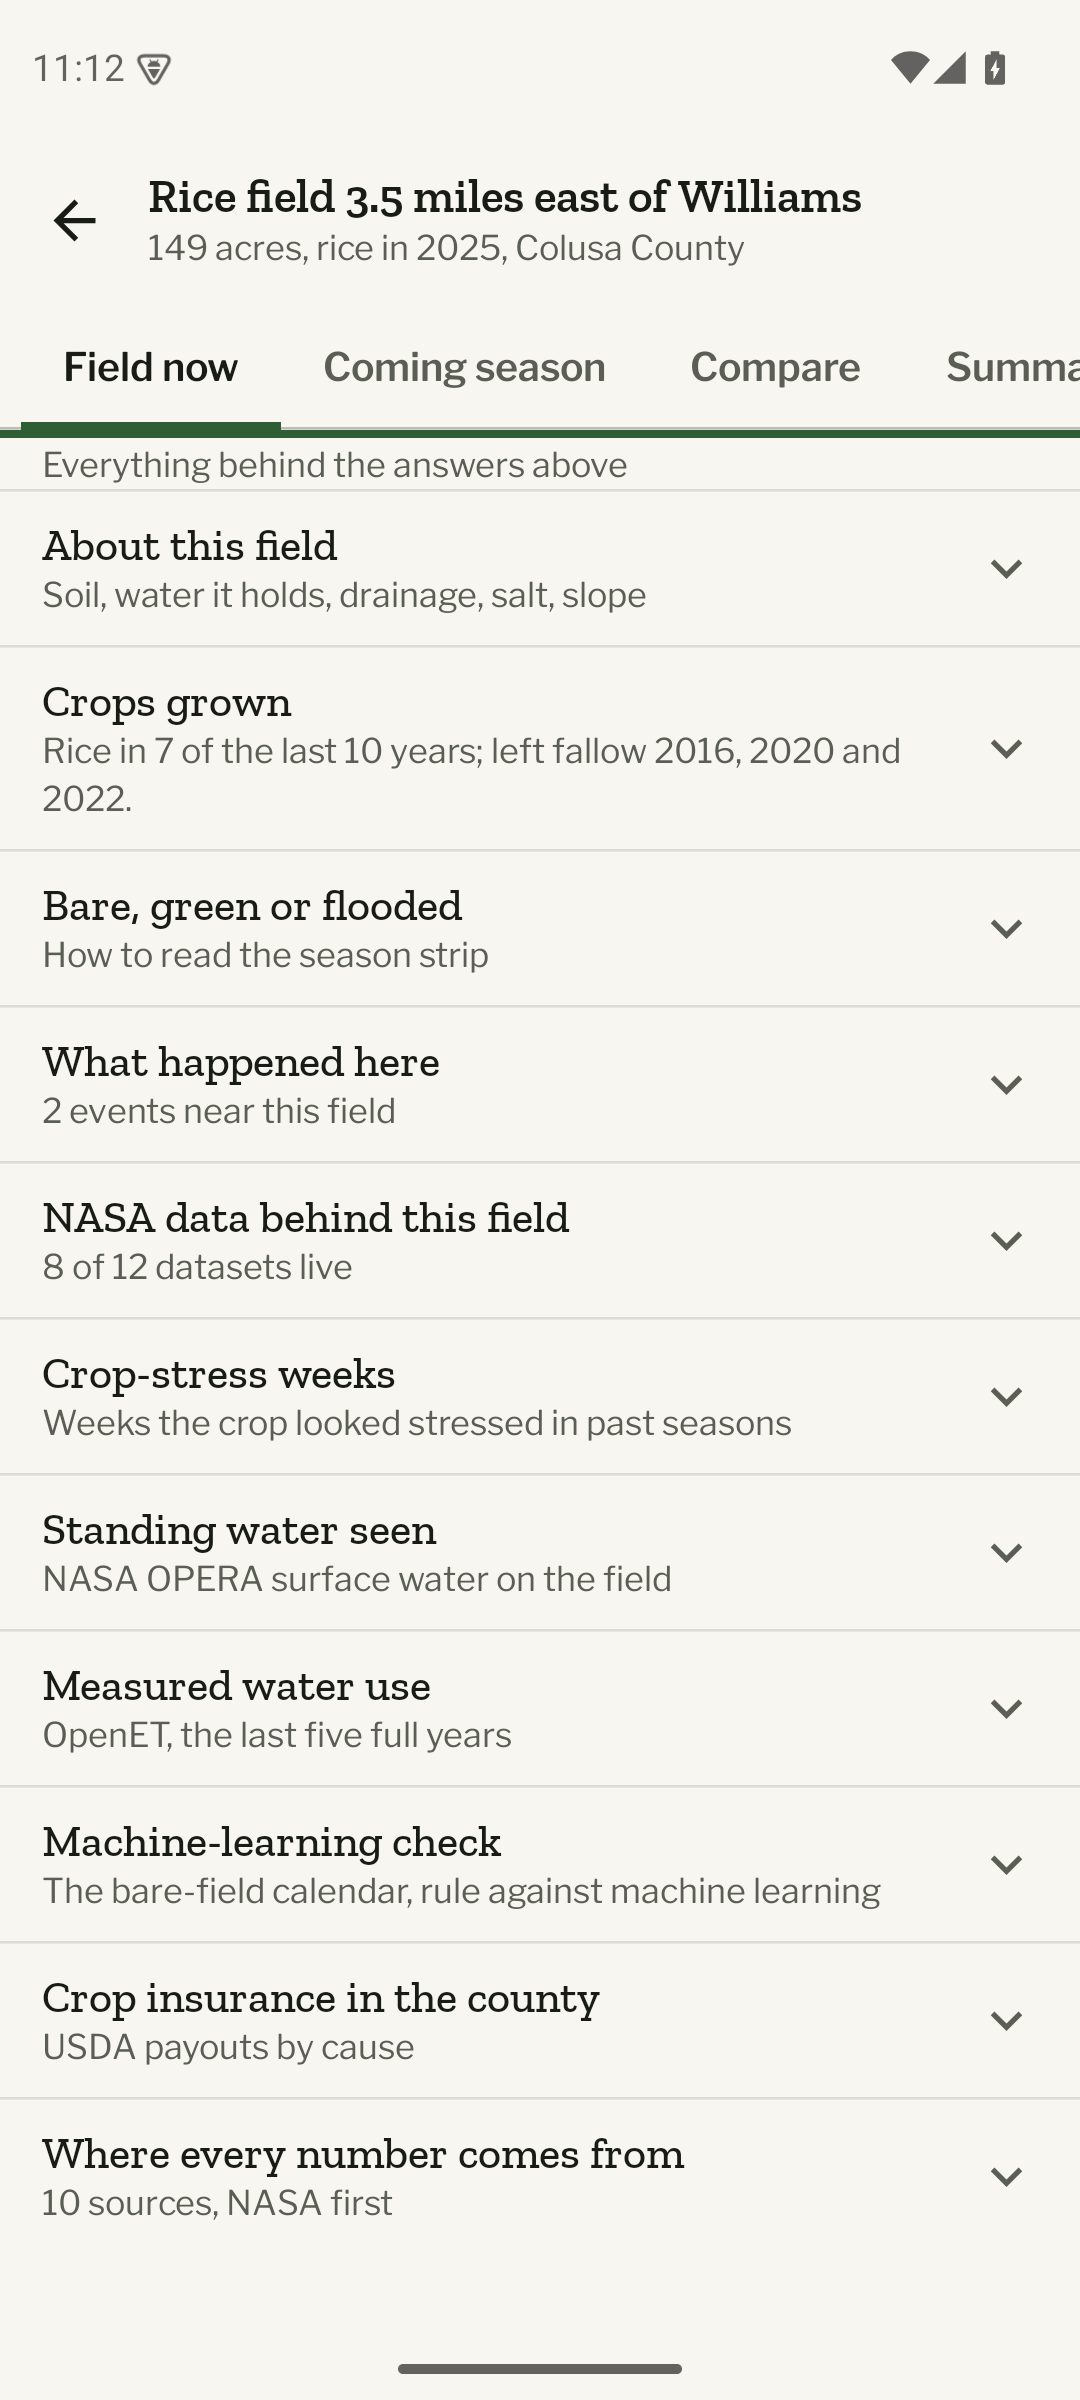 11:12
Rice field 3.5 miles east of Williams
149 acres, rice in 2025, Colusa County
Field now
Coming season
Compare
Summa
Everything behind the answers above
About this field
Soil, water it holds, drainage, salt, slope
Crops grown
Rice in 7 of the last 10 years; left fallow 2016, 2020 and
2022.
Bare, green or flooded
How to read the season strip
What happened here
2 events near this field
NASA data behind this field
8 of 12 datasets live
Crop-stress weeks
Weeks the crop looked stressed in past seasons
Standing water seen
NASA OPERA surface water on the field
Measured water use
OpenET, the last five full years
Machine-learning check
The bare-field calendar, rule against machine learning
Crop insurance in the county
USDA payouts by cause
Where every number comes from
10 sources, NASA first